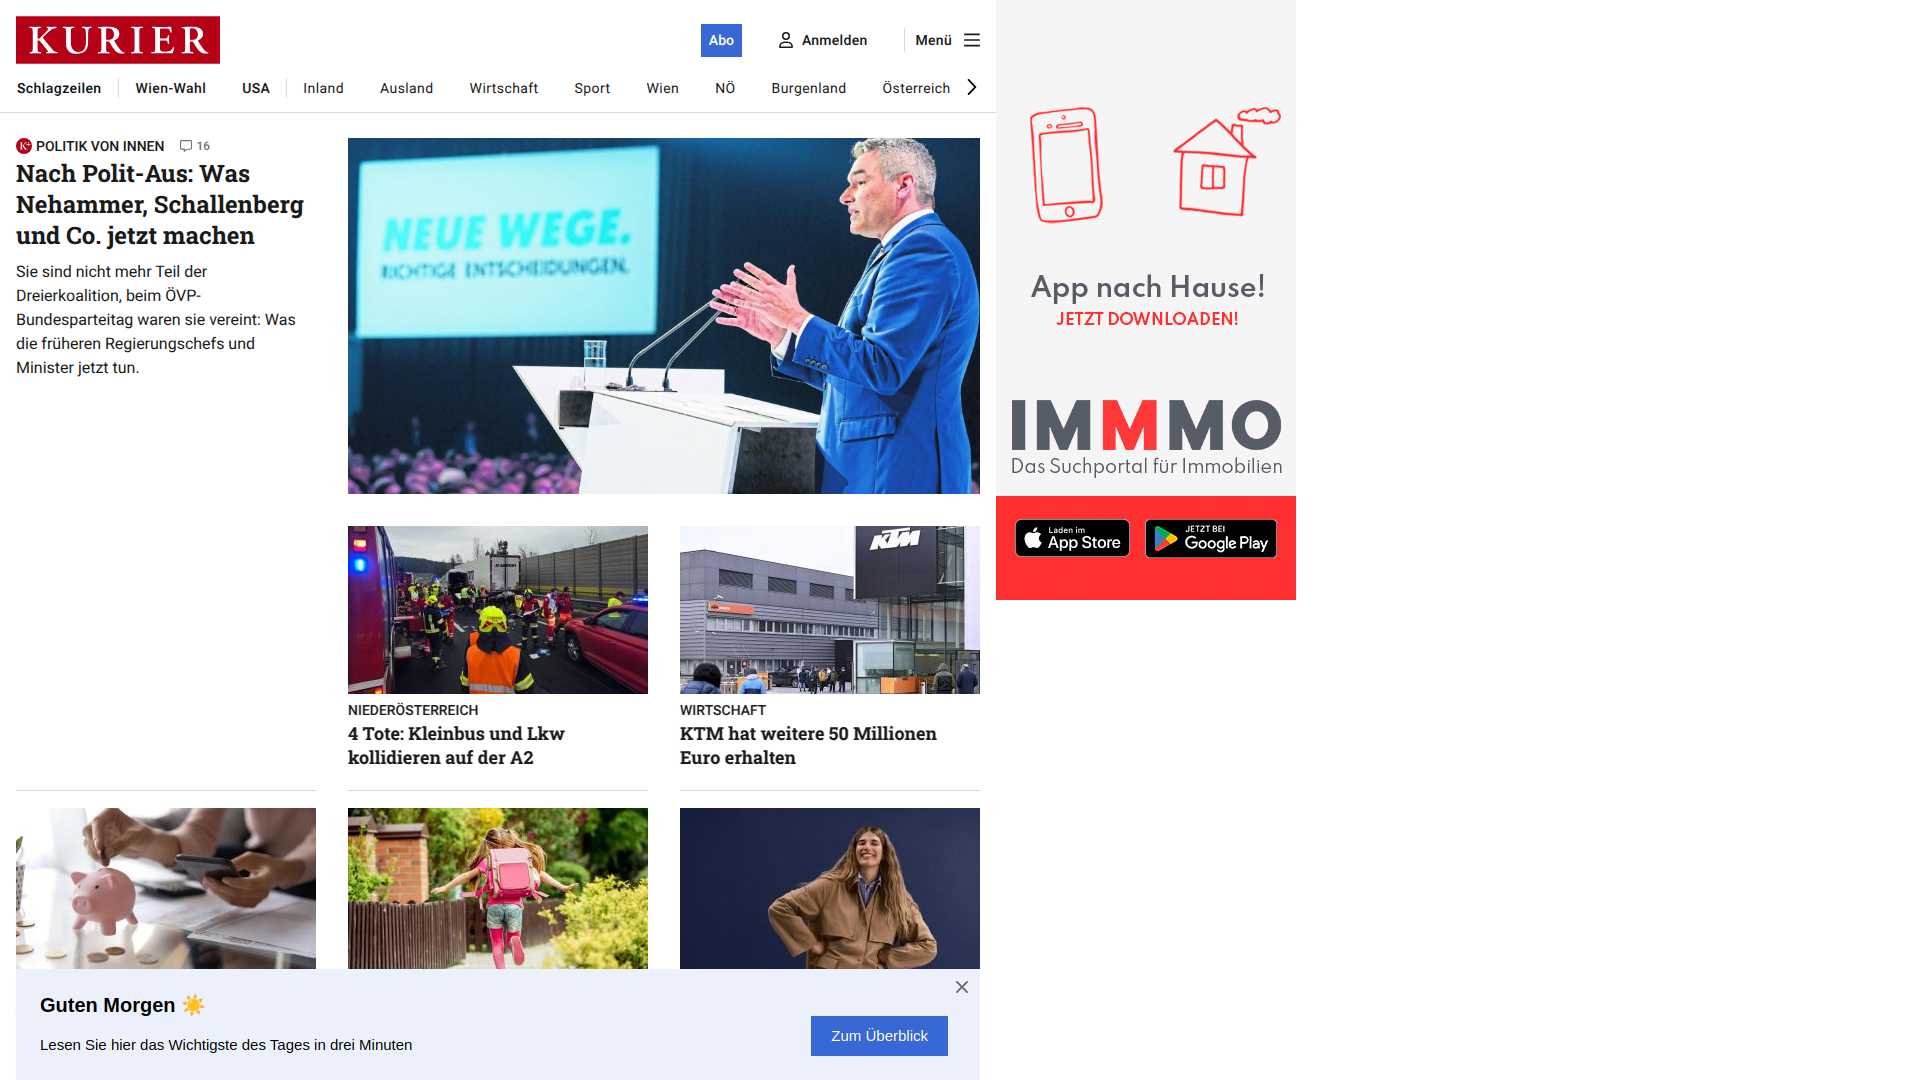 KURIER
Abo
Anmelden
Menü
Schlagzeilen
Wien-Wahl
USA
Inland
Ausland
Wirtschaft
Sport
Wien
NÖ
Burgenland
Österreich
K+ POLITIK VON INNEN 16
Nach Polit-Aus: Was
Nehammer, Schallenberg
und Co. jetzt machen
Sie sind nicht mehr Teil der
Dreierkoalition, beim ÖVP-
Bundesparteitag waren sie vereint: Was
die früheren Regierungschefs und
Minister jetzt tun.
NEUE WEGE.
RICHTIGE ENTSCHEIDUNGEN.
KTM
NIEDERÖSTERREICH
4 Tote: Kleinbus und Lkw
kollidieren auf der A2
WIRTSCHAFT
KTM hat weitere 50 Millionen
Euro erhalten
App nach Hause!
JETZT DOWNLOADEN!
IMMMO
Das Suchportal für Immobilien
Laden im
App Store
JETZT BEI
Google Play
Guten Morgen ☀️
Lesen Sie hier das Wichtigste des Tages in drei Minuten
Zum Überblick